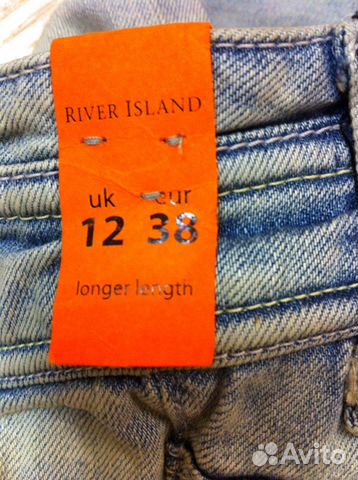 RIVER ISLAND
uk eur
12 38
longer length
Avito